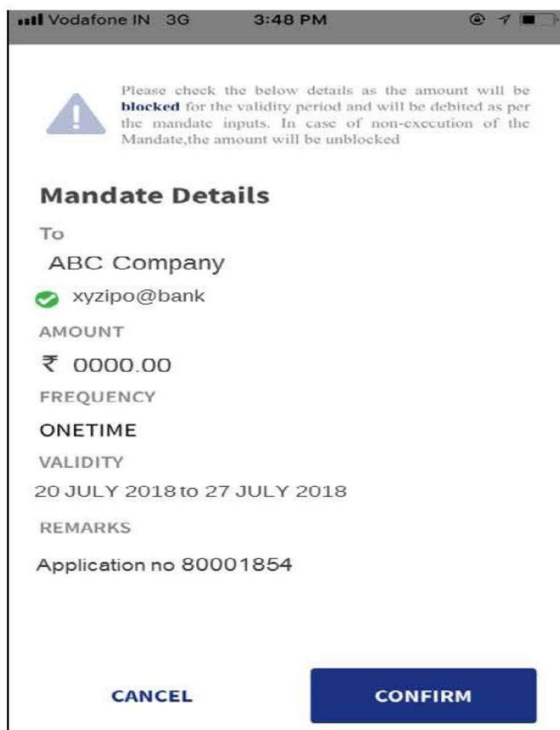 Vodafone IN 3G 3:48 PM
Please check the below details as the amount will be
blocked for the validity period and will be debited as per
the mandate inputs. In case of non-execution of the
Mandate,the amount will be unblocked
Mandate Details
To
ABC Company
xyzipo@bank
AMOUNT
₹ 0000.00
FREQUENCY
ONETIME
VALIDITY
20 JULY 2018 to 27 JULY 2018
REMARKS
Application no 80001854
CANCEL CONFIRM